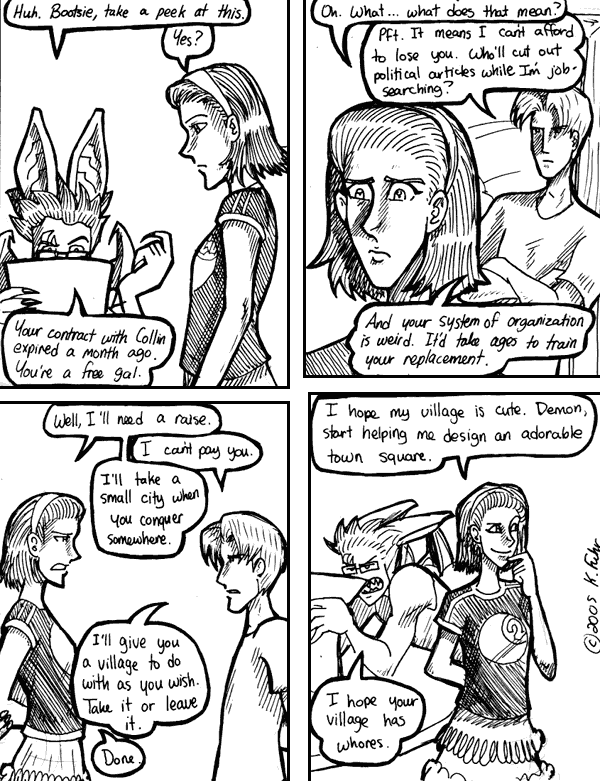 Huh. Bootsie, take a peek at this.
Yes?
Your contract with Collin
expired a month ago.
You're a free gal.
Oh. What... what does that mean?
Pft. It means I can't afford
to lose you. Who'll cut out
political articles while I'm job-
searching?
And your system of organization
is weird. It'd take ages to train
your replacement.
Well, I'll need a raise.
I can't pay you.
I'll take a
small city when
you conquer
somewhere.
I'll give you
a village to do
with as you wish.
Take it or leave
it.
Done.
I hope my village is cute. Demon,
start helping me design an adorable
town square.
I hope your
village has
whores.
©2005 K. Fuhr